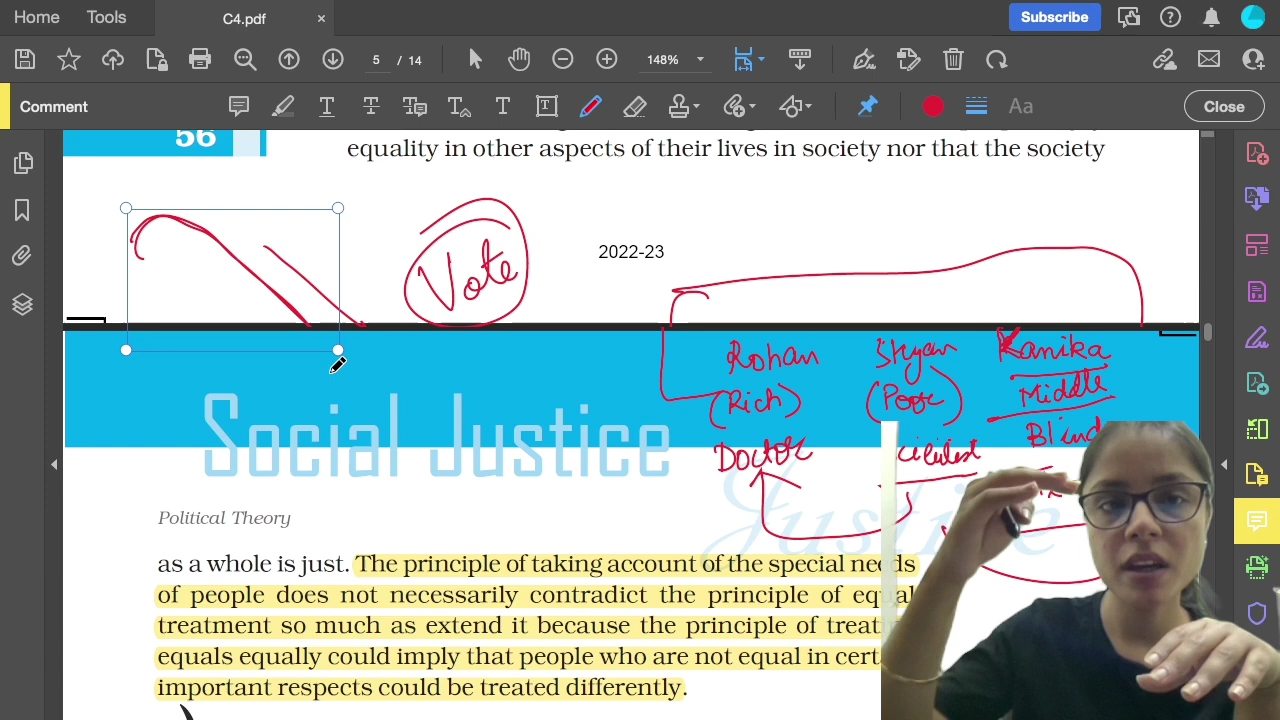 Home Tools C4.pdf × Subscribe
5 / 14 148%
Comment Aa Close
56
equality in other aspects of their lives in society nor that the society
Vote
2022-23
Rohan Shyam Kanika
(Rich) (Poor) Middle
Doctor Blind
Social Justice
Justice
Political Theory
as a whole is just. The principle of taking account of the special needs
of people does not necessarily contradict the principle of equal
treatment so much as extend it because the principle of treati
equals equally could imply that people who are not equal in cert
important respects could be treated differently.